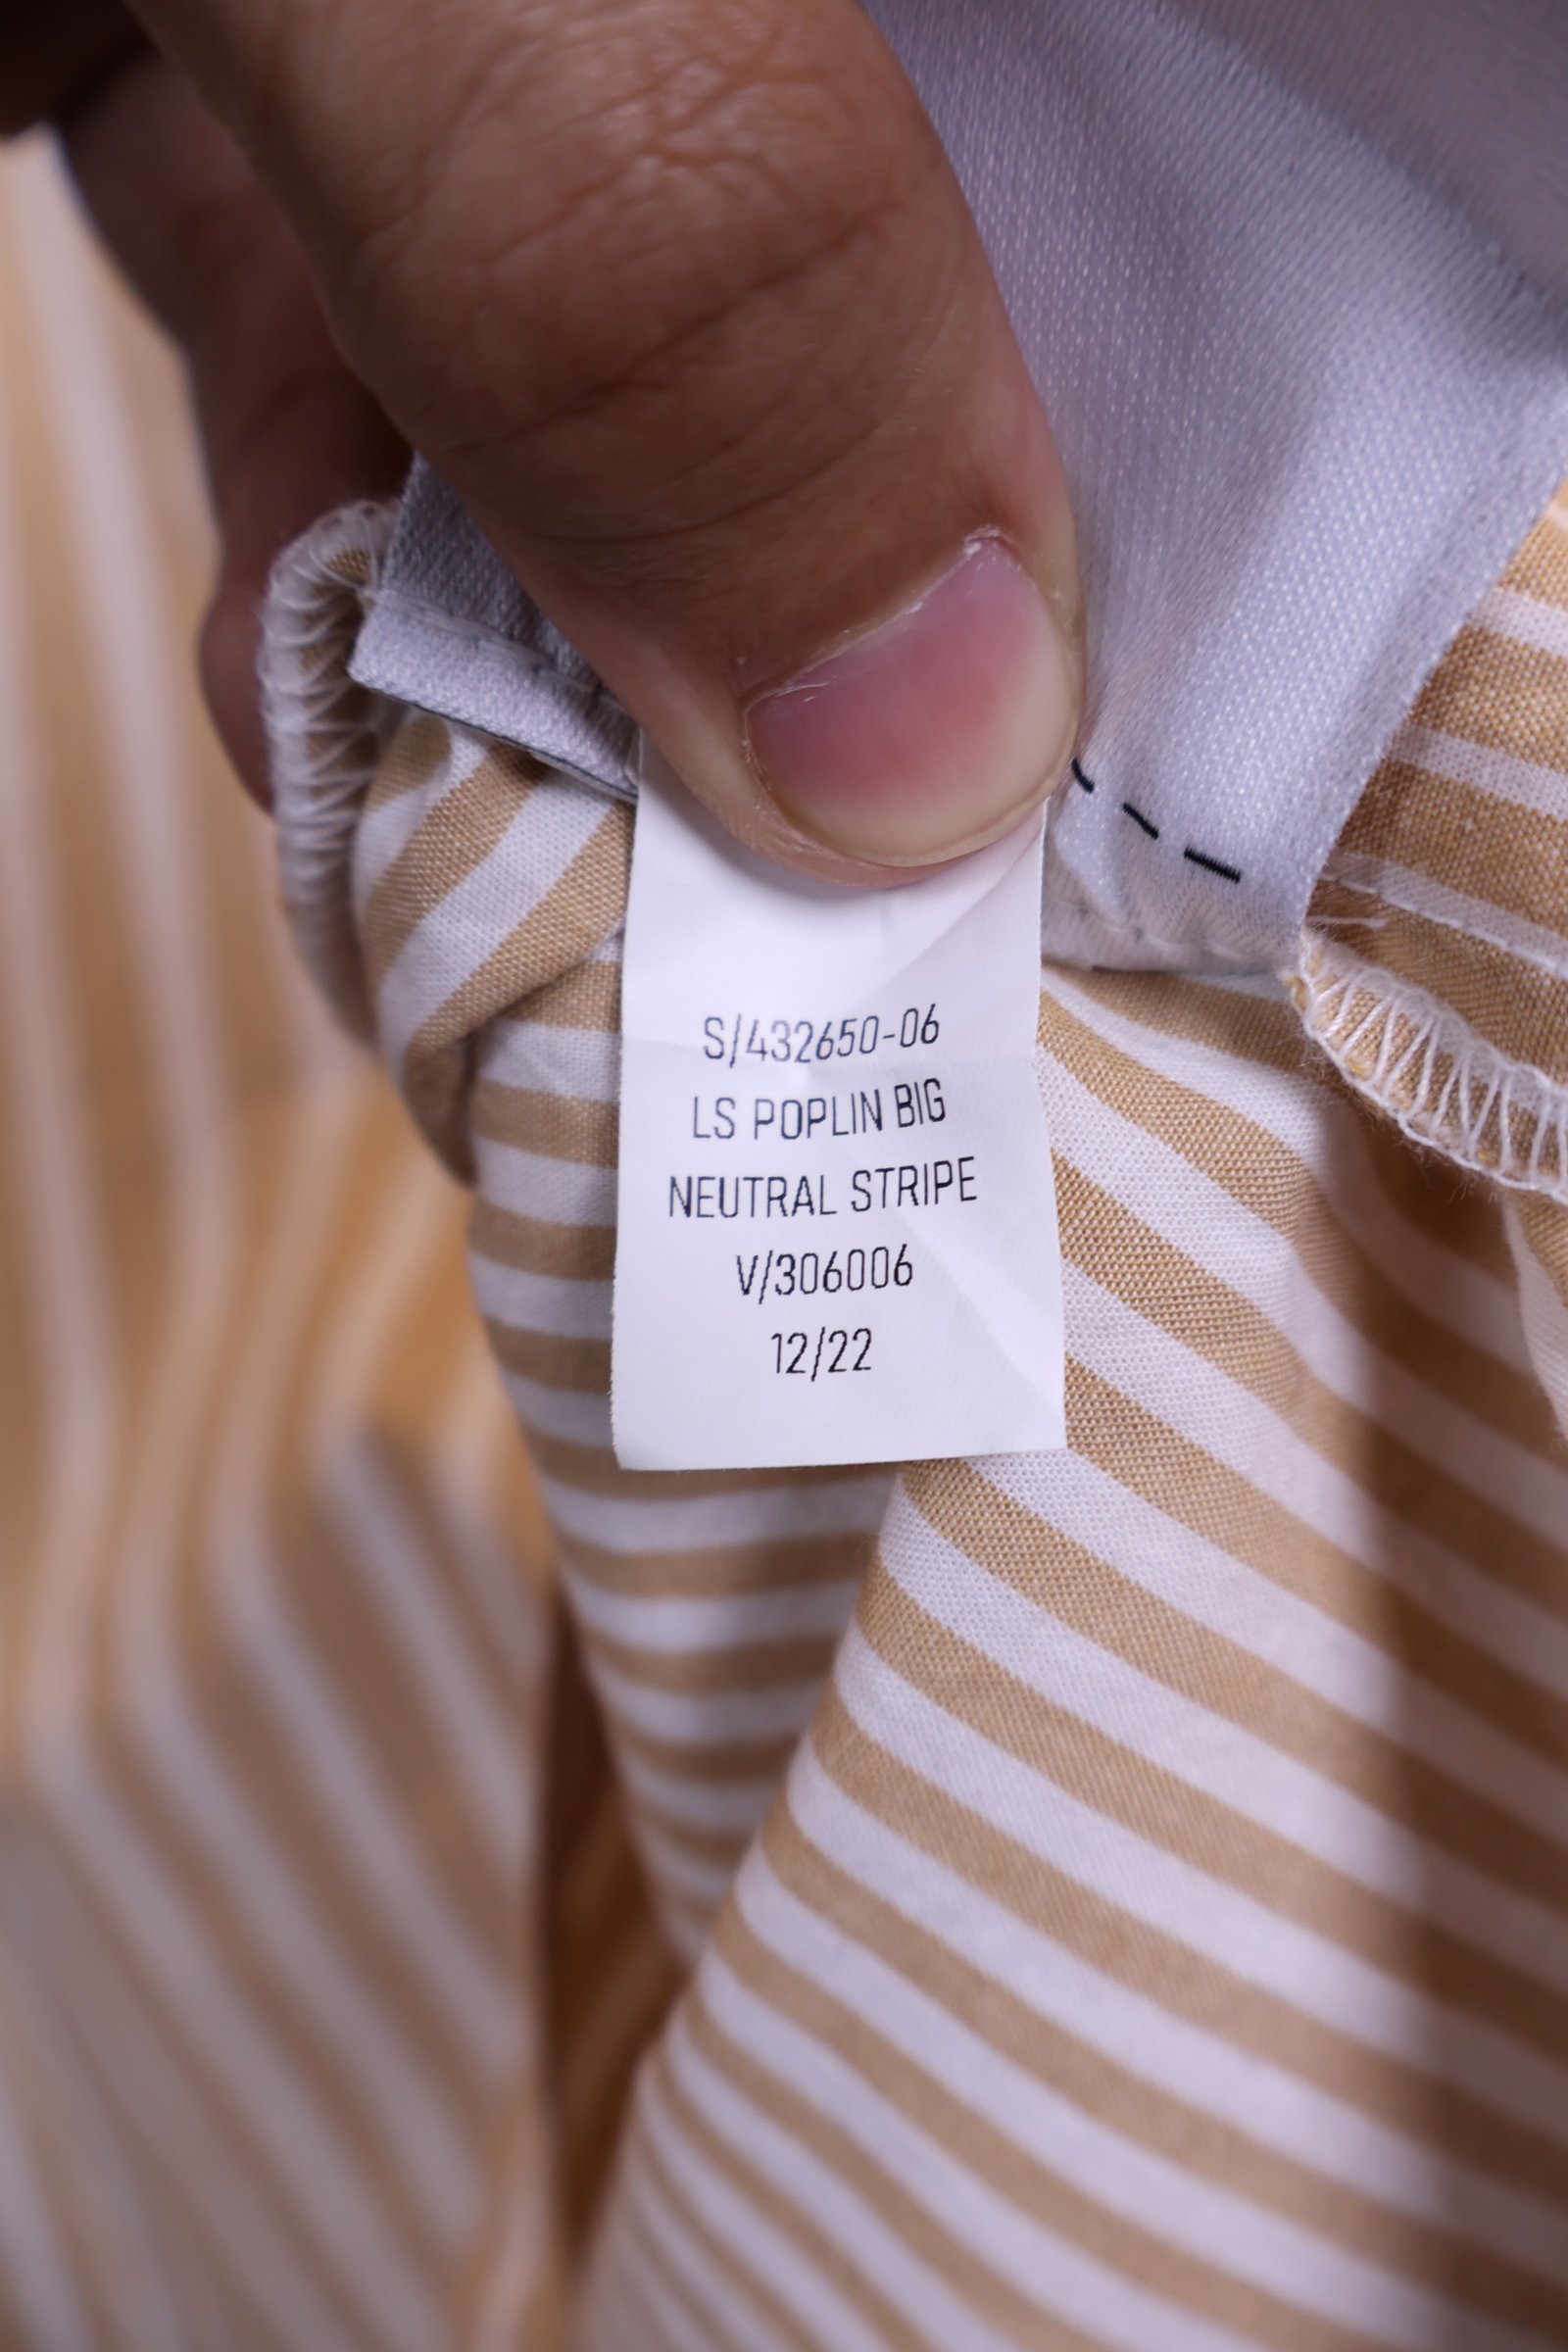 S/432650-06
LS POPLIN BIG
NEUTRAL STRIPE
V/306006
12/22